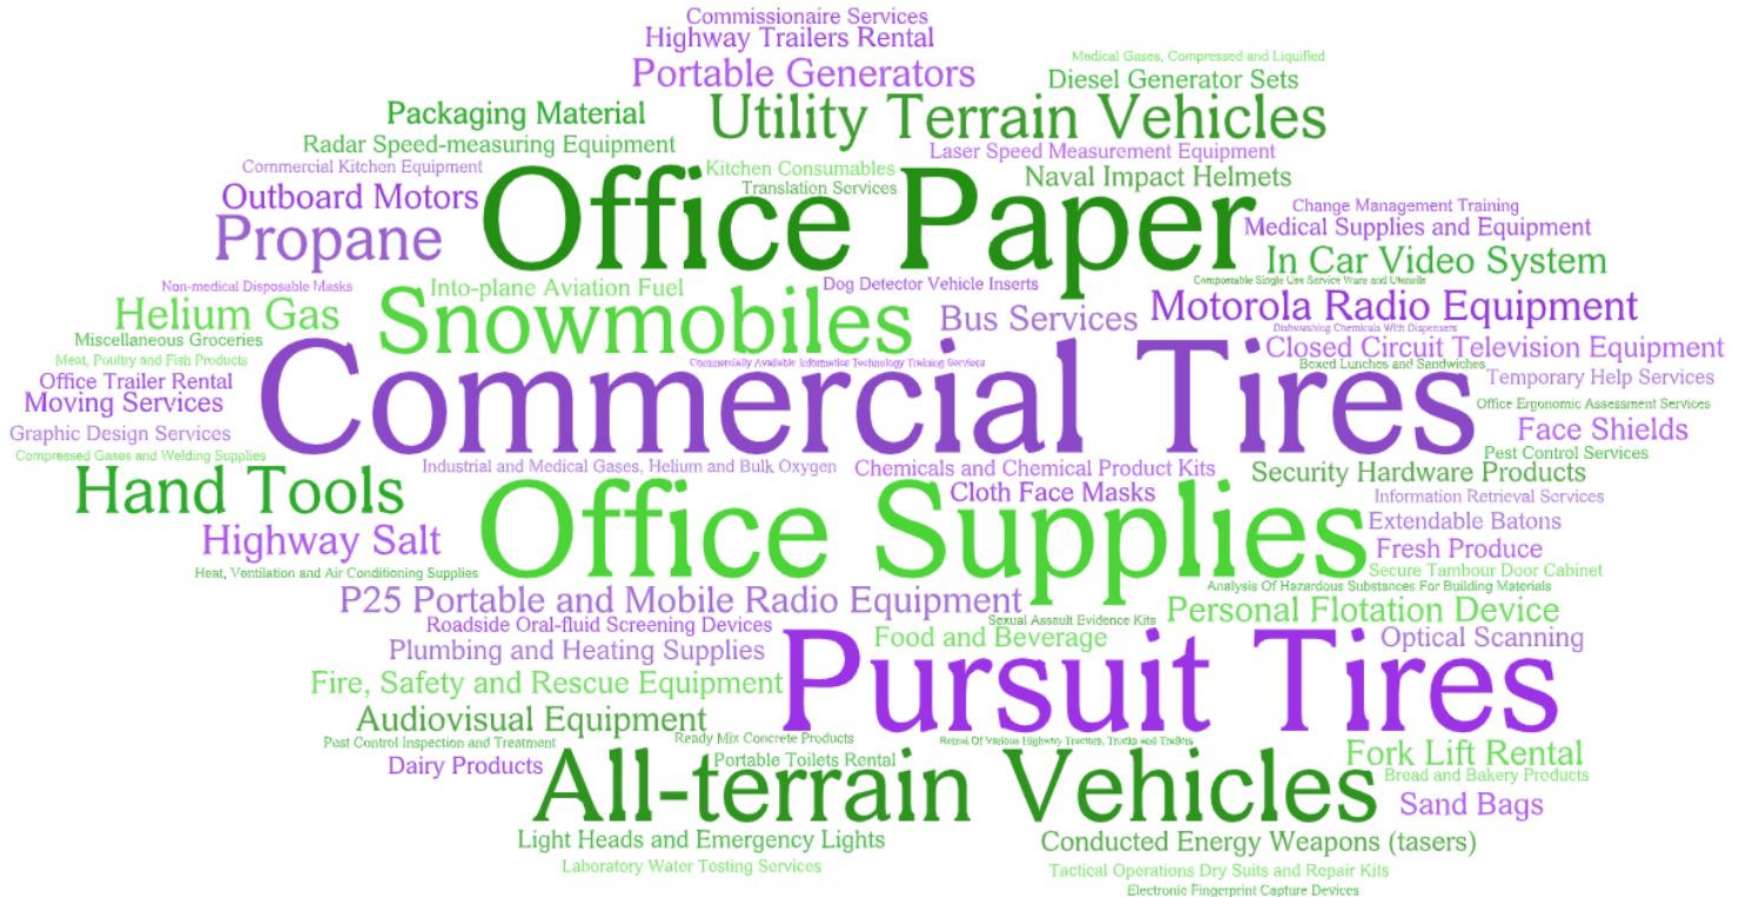 Commissionaire Services
Highway Trailers Rental
Medical Gases, Compressed and Liquified
Portable Generators
Diesel Generator Sets
Packaging Material
Utility Terrain Vehicles
Radar Speed-measuring Equipment
Laser Speed Measurement Equipment
Commercial Kitchen Equipment
Kitchen Consumables
Naval Impact Helmets
Translation Services
Outboard Motors
Office Paper
Change Management Training
Medical Supplies and Equipment
Propane
In Car Video System
Compostable Single Use Service Ware and Utensils
Non-medical Disposable Masks
Into-plane Aviation Fuel
Dog Detector Vehicle Inserts
Helium Gas
Snowmobiles
Bus Services
Motorola Radio Equipment
Dishwashing Chemicals With Dispensers
Miscellaneous Groceries
Closed Circuit Television Equipment
Meat, Poultry and Fish Products
Commercially Available Informatics Technology Training Services
Boxed Lunches and Sandwiches
Office Trailer Rental
Temporary Help Services
Moving Services
Commercial Tires
Office Ergonomic Assessment Services
Graphic Design Services
Face Shields
Compressed Gases and Welding Supplies
Pest Control Services
Industrial and Medical Gases, Helium and Bulk Oxygen
Chemicals and Chemical Product Kits
Security Hardware Products
Hand Tools
Cloth Face Masks
Information Retrieval Services
Office Supplies
Extendable Batons
Highway Salt
Fresh Produce
Heat, Ventilation and Air Conditioning Supplies
Secure Tambour Door Cabinet
Analysis Of Hazardous Substances For Building Materials
P25 Portable and Mobile Radio Equipment
Personal Flotation Device
Sexual Assault Evidence Kits
Roadside Oral-fluid Screening Devices
Food and Beverage
Optical Scanning
Plumbing and Heating Supplies
Pursuit Tires
Fire, Safety and Rescue Equipment
Audiovisual Equipment
Pest Control Inspection and Treatment
Ready Mix Concrete Products
Rental Of Various Highway Tractors, Trucks and Trailers
Fork Lift Rental
Portable Toilets Rental
Dairy Products
All-terrain Vehicles
Bread and Bakery Products
Sand Bags
Light Heads and Emergency Lights
Conducted Energy Weapons (tasers)
Laboratory Water Testing Services
Tactical Operations Dry Suits and Repair Kits
Electronic Fingerprint Capture Devices